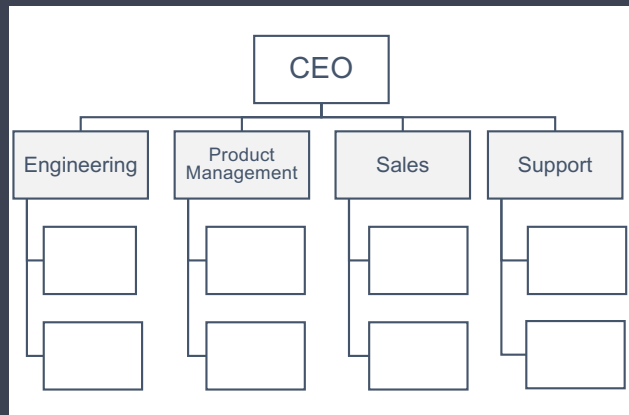 CEO
Engineering
Product
Management
Sales
Support